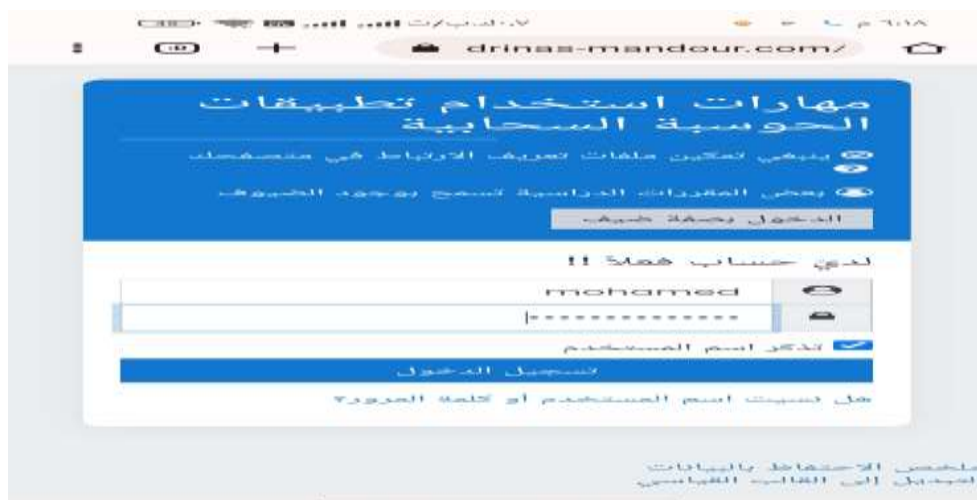 ٦:١٨ م
drinas-mandour.com/
مهارات استخدام تطبيقات
الحوسبة السحابية
ينبغي تمكين ملفات تعريف الارتباط في متصفحك
بعض المقررات الدراسية تسمح بوجود الضيوف
الدخول بصفة ضيف
لدي حساب فعلاً !!
mohamed
تذكر اسم المستخدم
تسجيل الدخول
هل نسيت اسم المستخدم أو كلمة المرور؟
ملخص الاحتفاظ بالبيانات
التبديل إلى القالب القياسي